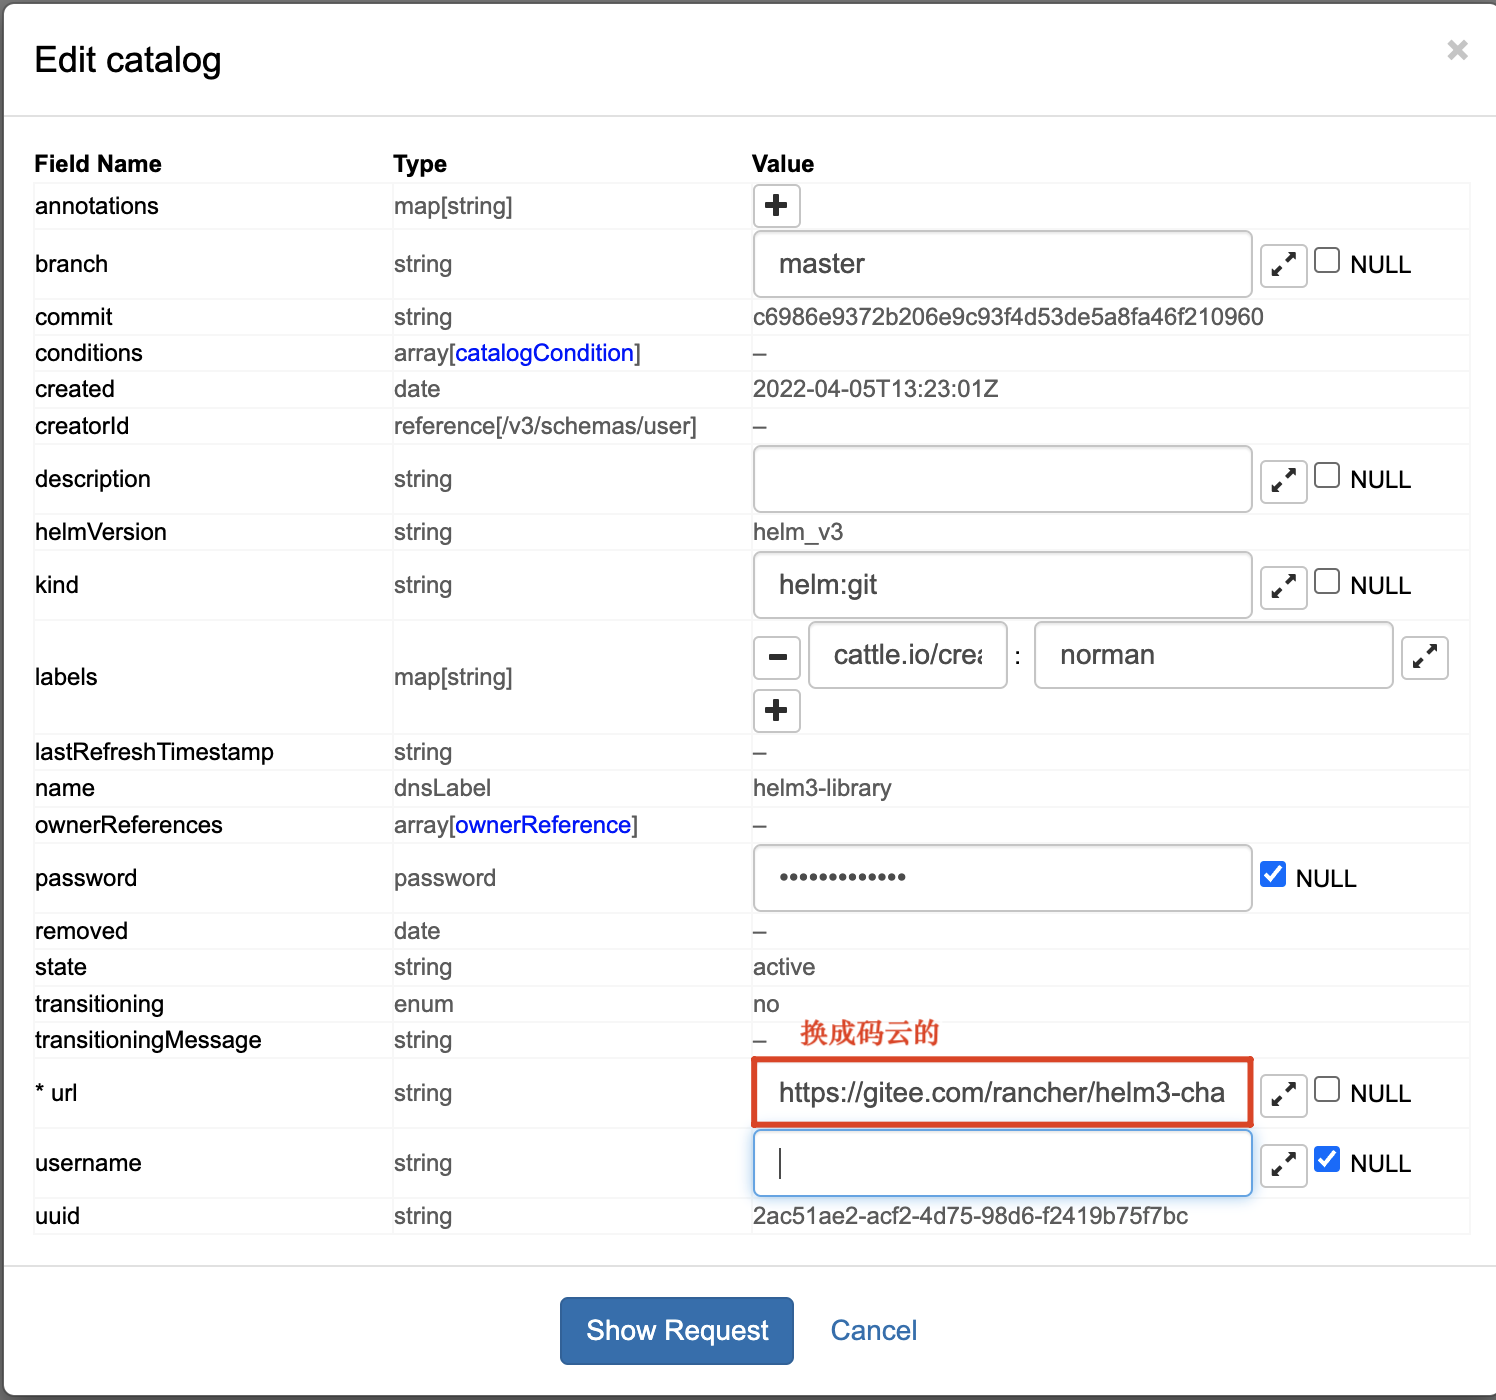 Edit catalog
Field Name Type Value
annotations map[string]
branch string master NULL
commit string c6986e9372b206e9c93f4d53de5a8fa46f210960
conditions array[catalogCondition] –
created date 2022-04-05T13:23:01Z
creatorId reference[/v3/schemas/user] –
description string NULL
helmVersion string helm_v3
kind string helm:git NULL
labels map[string] cattle.io/crea : norman
lastRefreshTimestamp string –
name dnsLabel helm3-library
ownerReferences array[ownerReference] –
password password ••••••••••••• NULL
removed date –
state string active
transitioning enum no
transitioningMessage string – 换成码云的
* url string https://gitee.com/rancher/helm3-cha NULL
username string NULL
uuid string 2ac51ae2-acf2-4d75-98d6-f2419b75f7bc
Show Request Cancel